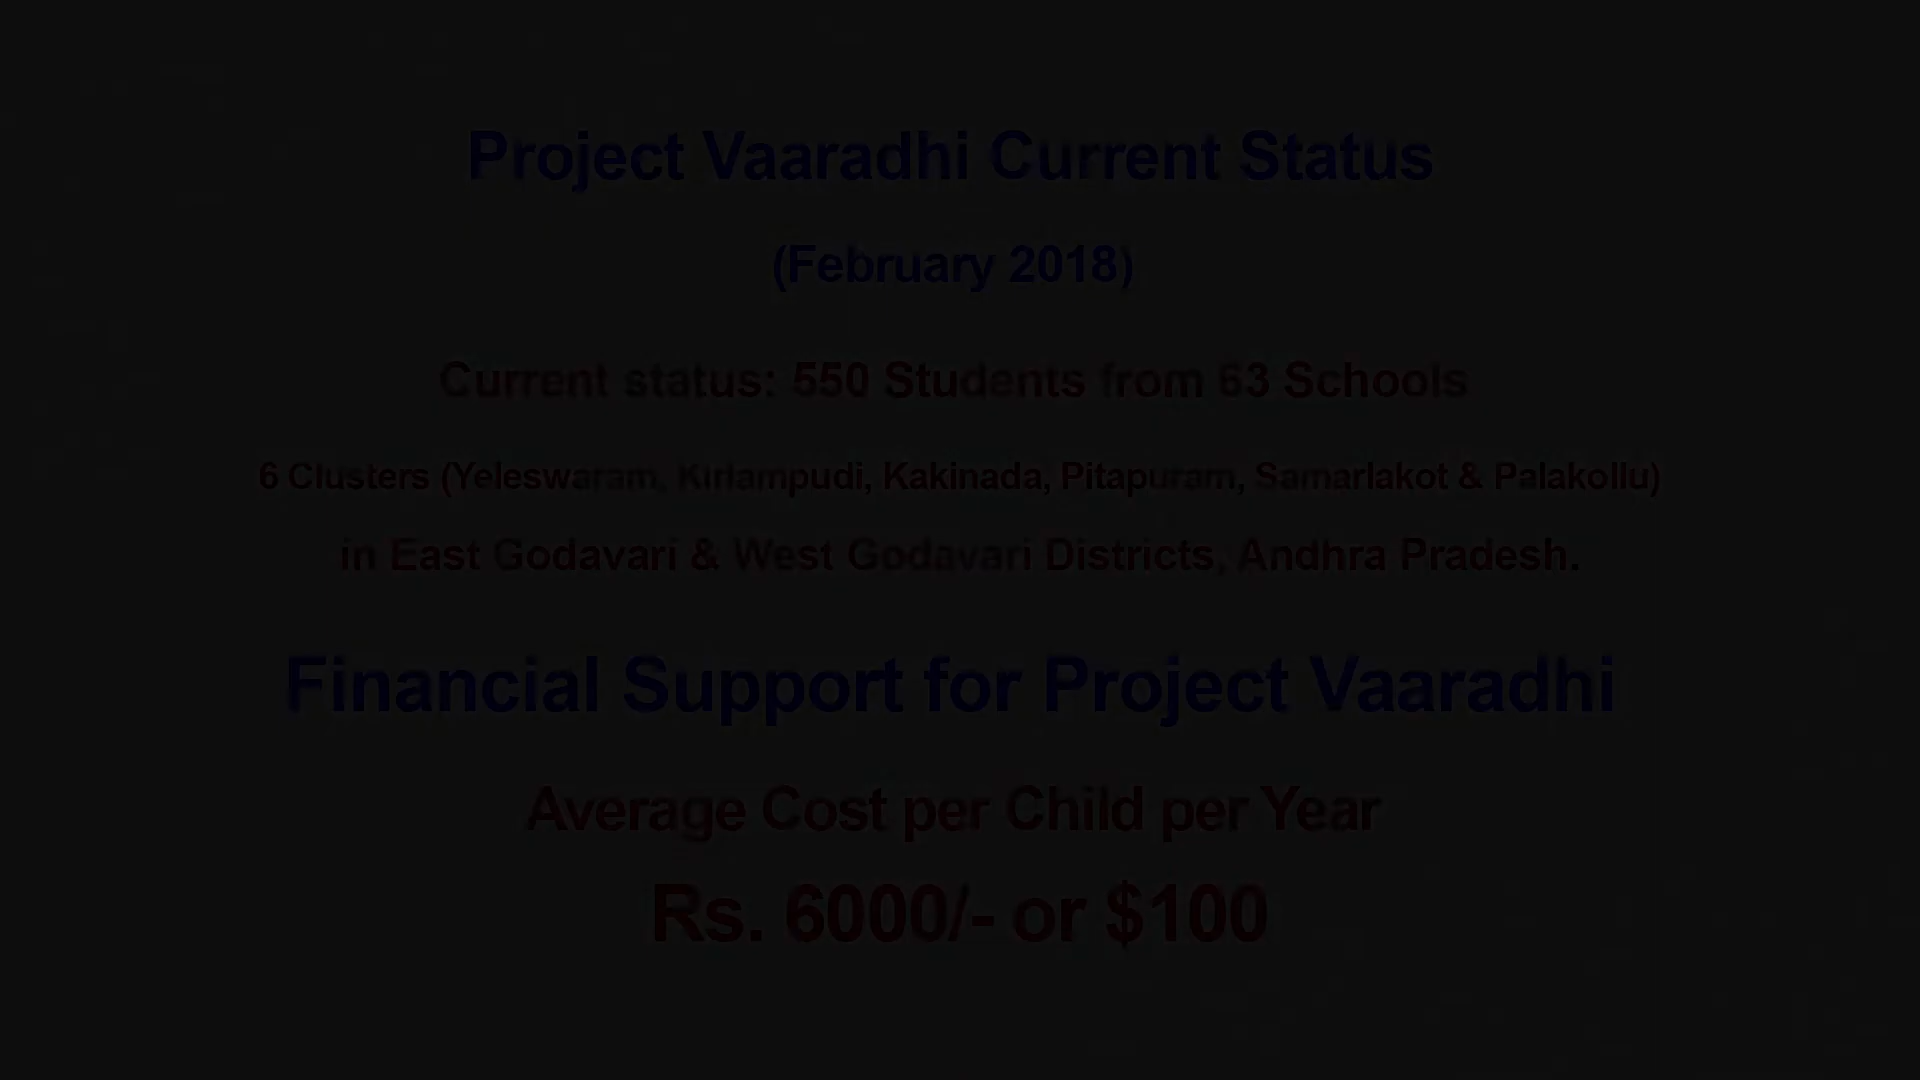 Project Vaaradhi Current Status
(February 2018)
Current status: 550 Students from 63 Schools
6 Clusters (Yeleswaram, Kirlampudi, Kakinada, Pitapuram, Samarlakot & Palakollu)
in East Godavari & West Godavari Districts, Andhra Pradesh.
Financial Support for Project Vaaradhi
Average Cost per Child per Year
Rs. 6000/- or $100